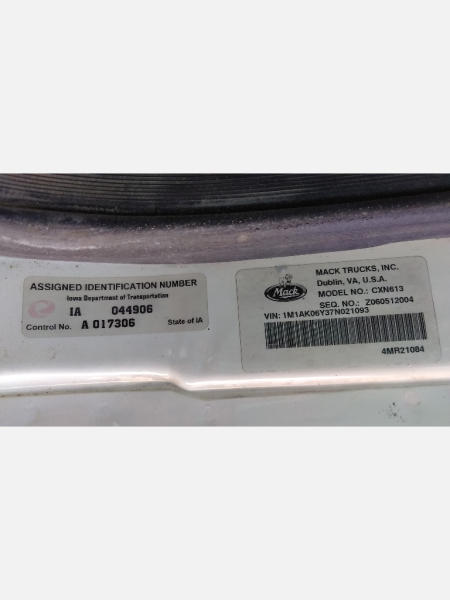 ASSIGNED IDENTIFICATION NUMBER
Iowa Department of Transportation
IA 044906
Control No. A 017306 State of IA
Mack
MACK TRUCKS, INC.
Dublin, VA, U.S.A.
MODEL NO.: CXN613
SEQ. NO.: Z060512004
VIN: 1M1AK06Y37N021093
4MR21084